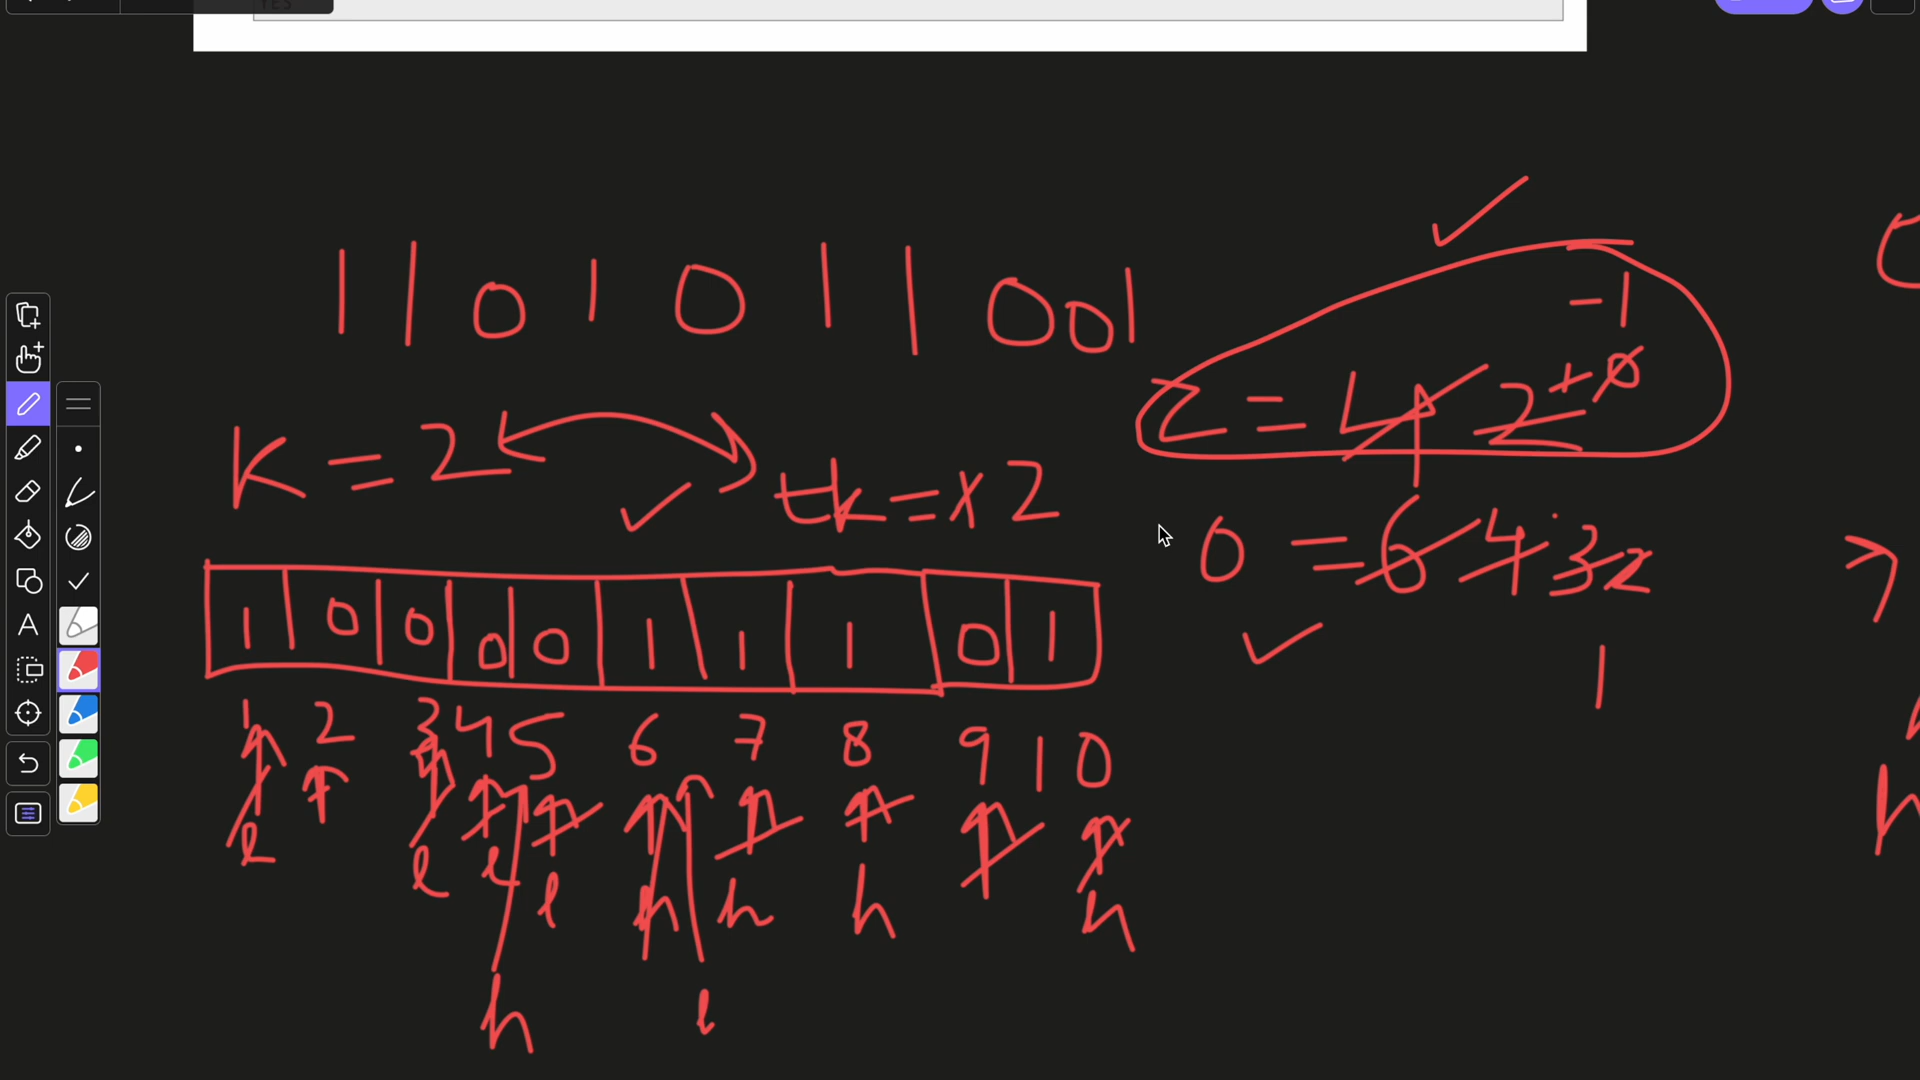 YES
1 1 0 1 0 1 1 0 0 1
-1
z = 4 2 + 0
K = 2
tk = x 2
0 = 6 4 3 2
1
1 0 0 0 0 1 1 1 0 1
1 2 3 4 5 6 7 8 9 10
l l l l h h h h
h l
A